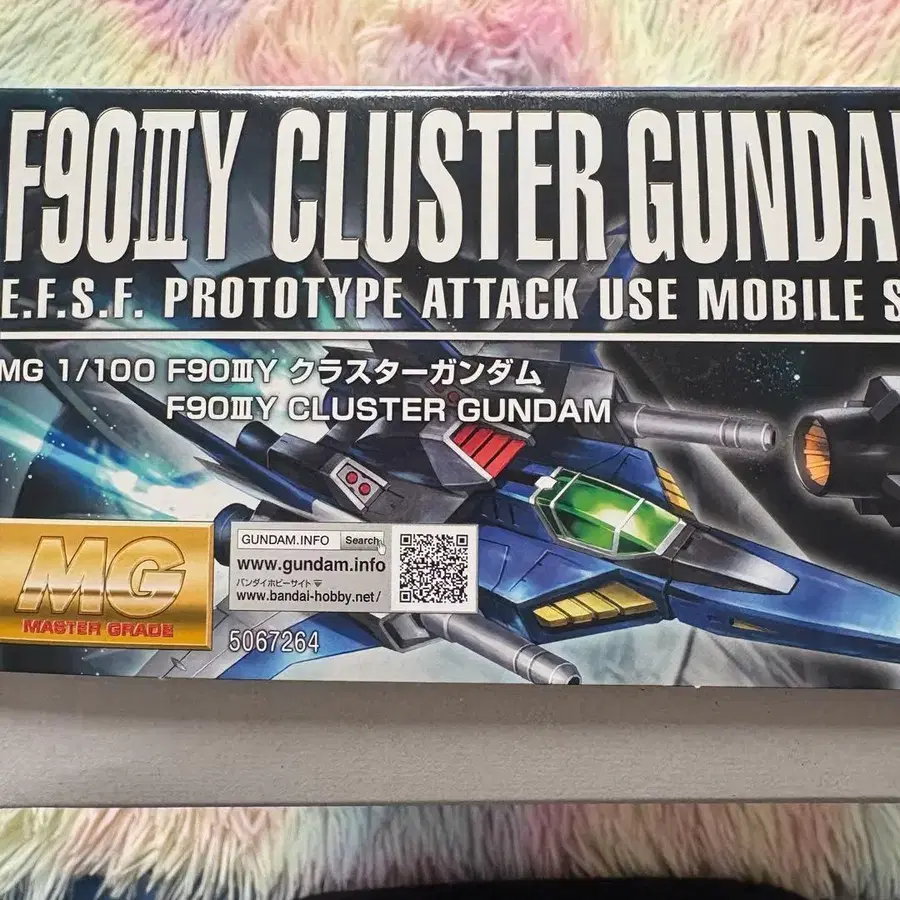 F90ⅢY CLUSTER GUNDA
E.F.S.F. PROTOTYPE ATTACK USE MOBILE S
MG 1/100 F90ⅢY クラスターガンダム
F90ⅢY CLUSTER GUNDAM
MG
MASTER GRADE
GUNDAM.INFO Search
www.gundam.info
バンダイホビーサイト
www.bandai-hobby.net/
5067264